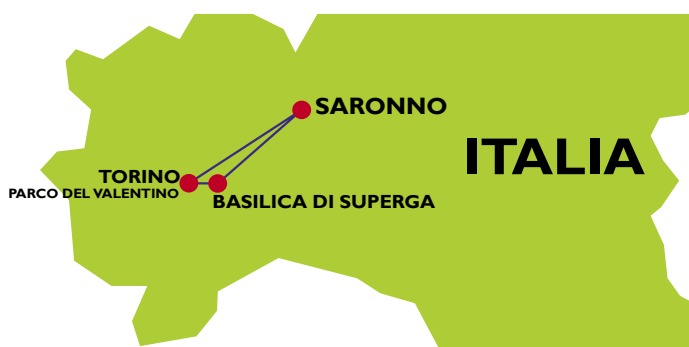 SARONNO
ITALIA
TORINO
PARCO DEL VALENTINO
BASILICA DI SUPERGA